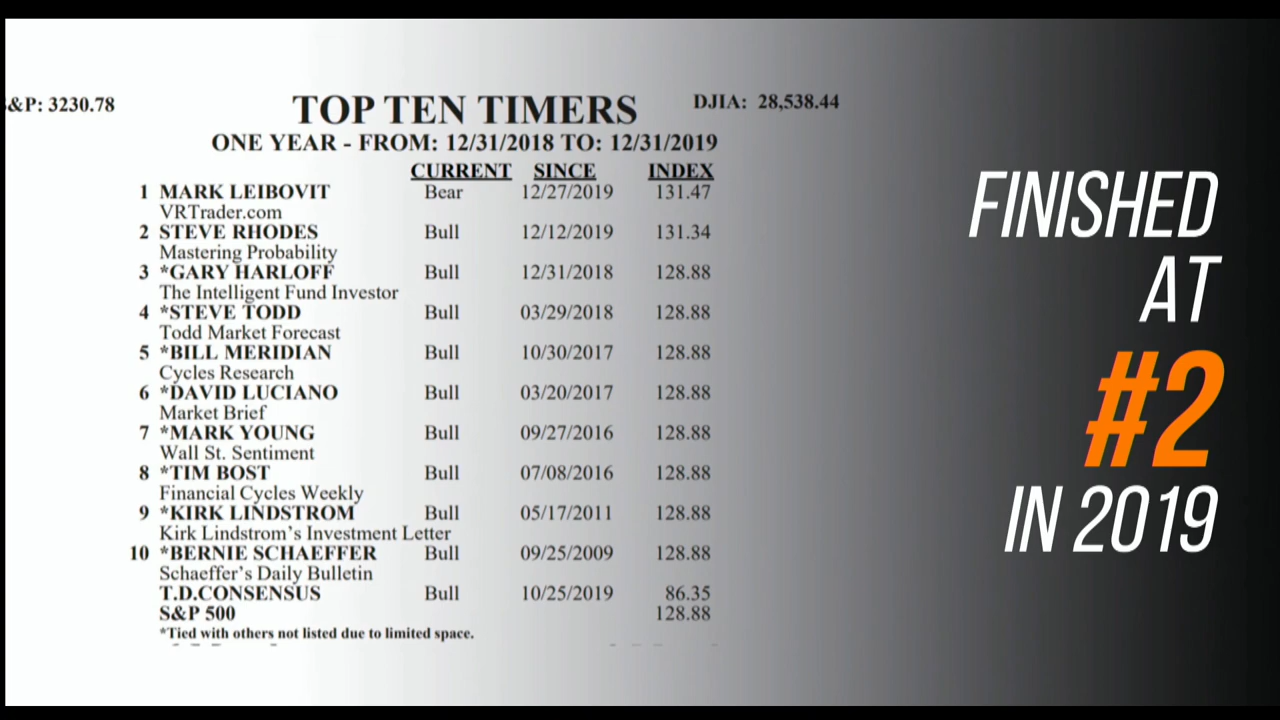 &P: 3230.78
TOP TEN TIMERS
DJIA: 28,538.44
ONE YEAR - FROM: 12/31/2018 TO: 12/31/2019
CURRENT SINCE INDEX
1 MARK LEIBOVIT Bear 12/27/2019 131.47
VRTrader.com
2 STEVE RHODES Bull 12/12/2019 131.34
Mastering Probability
3 *GARY HARLOFF Bull 12/31/2018 128.88
The Intelligent Fund Investor
4 *STEVE TODD Bull 03/29/2018 128.88
Todd Market Forecast
5 *BILL MERIDIAN Bull 10/30/2017 128.88
Cycles Research
6 *DAVID LUCIANO Bull 03/20/2017 128.88
Market Brief
7 *MARK YOUNG Bull 09/27/2016 128.88
Wall St. Sentiment
8 *TIM BOST Bull 07/08/2016 128.88
Financial Cycles Weekly
9 *KIRK LINDSTROM Bull 05/17/2011 128.88
Kirk Lindstrom's Investment Letter
10 *BERNIE SCHAEFFER Bull 09/25/2009 128.88
Schaeffer's Daily Bulletin
T.D.CONSENSUS Bull 10/25/2019 86.35
S&P 500 128.88
*Tied with others not listed due to limited space.
FINISHED
AT
#2
IN 2019